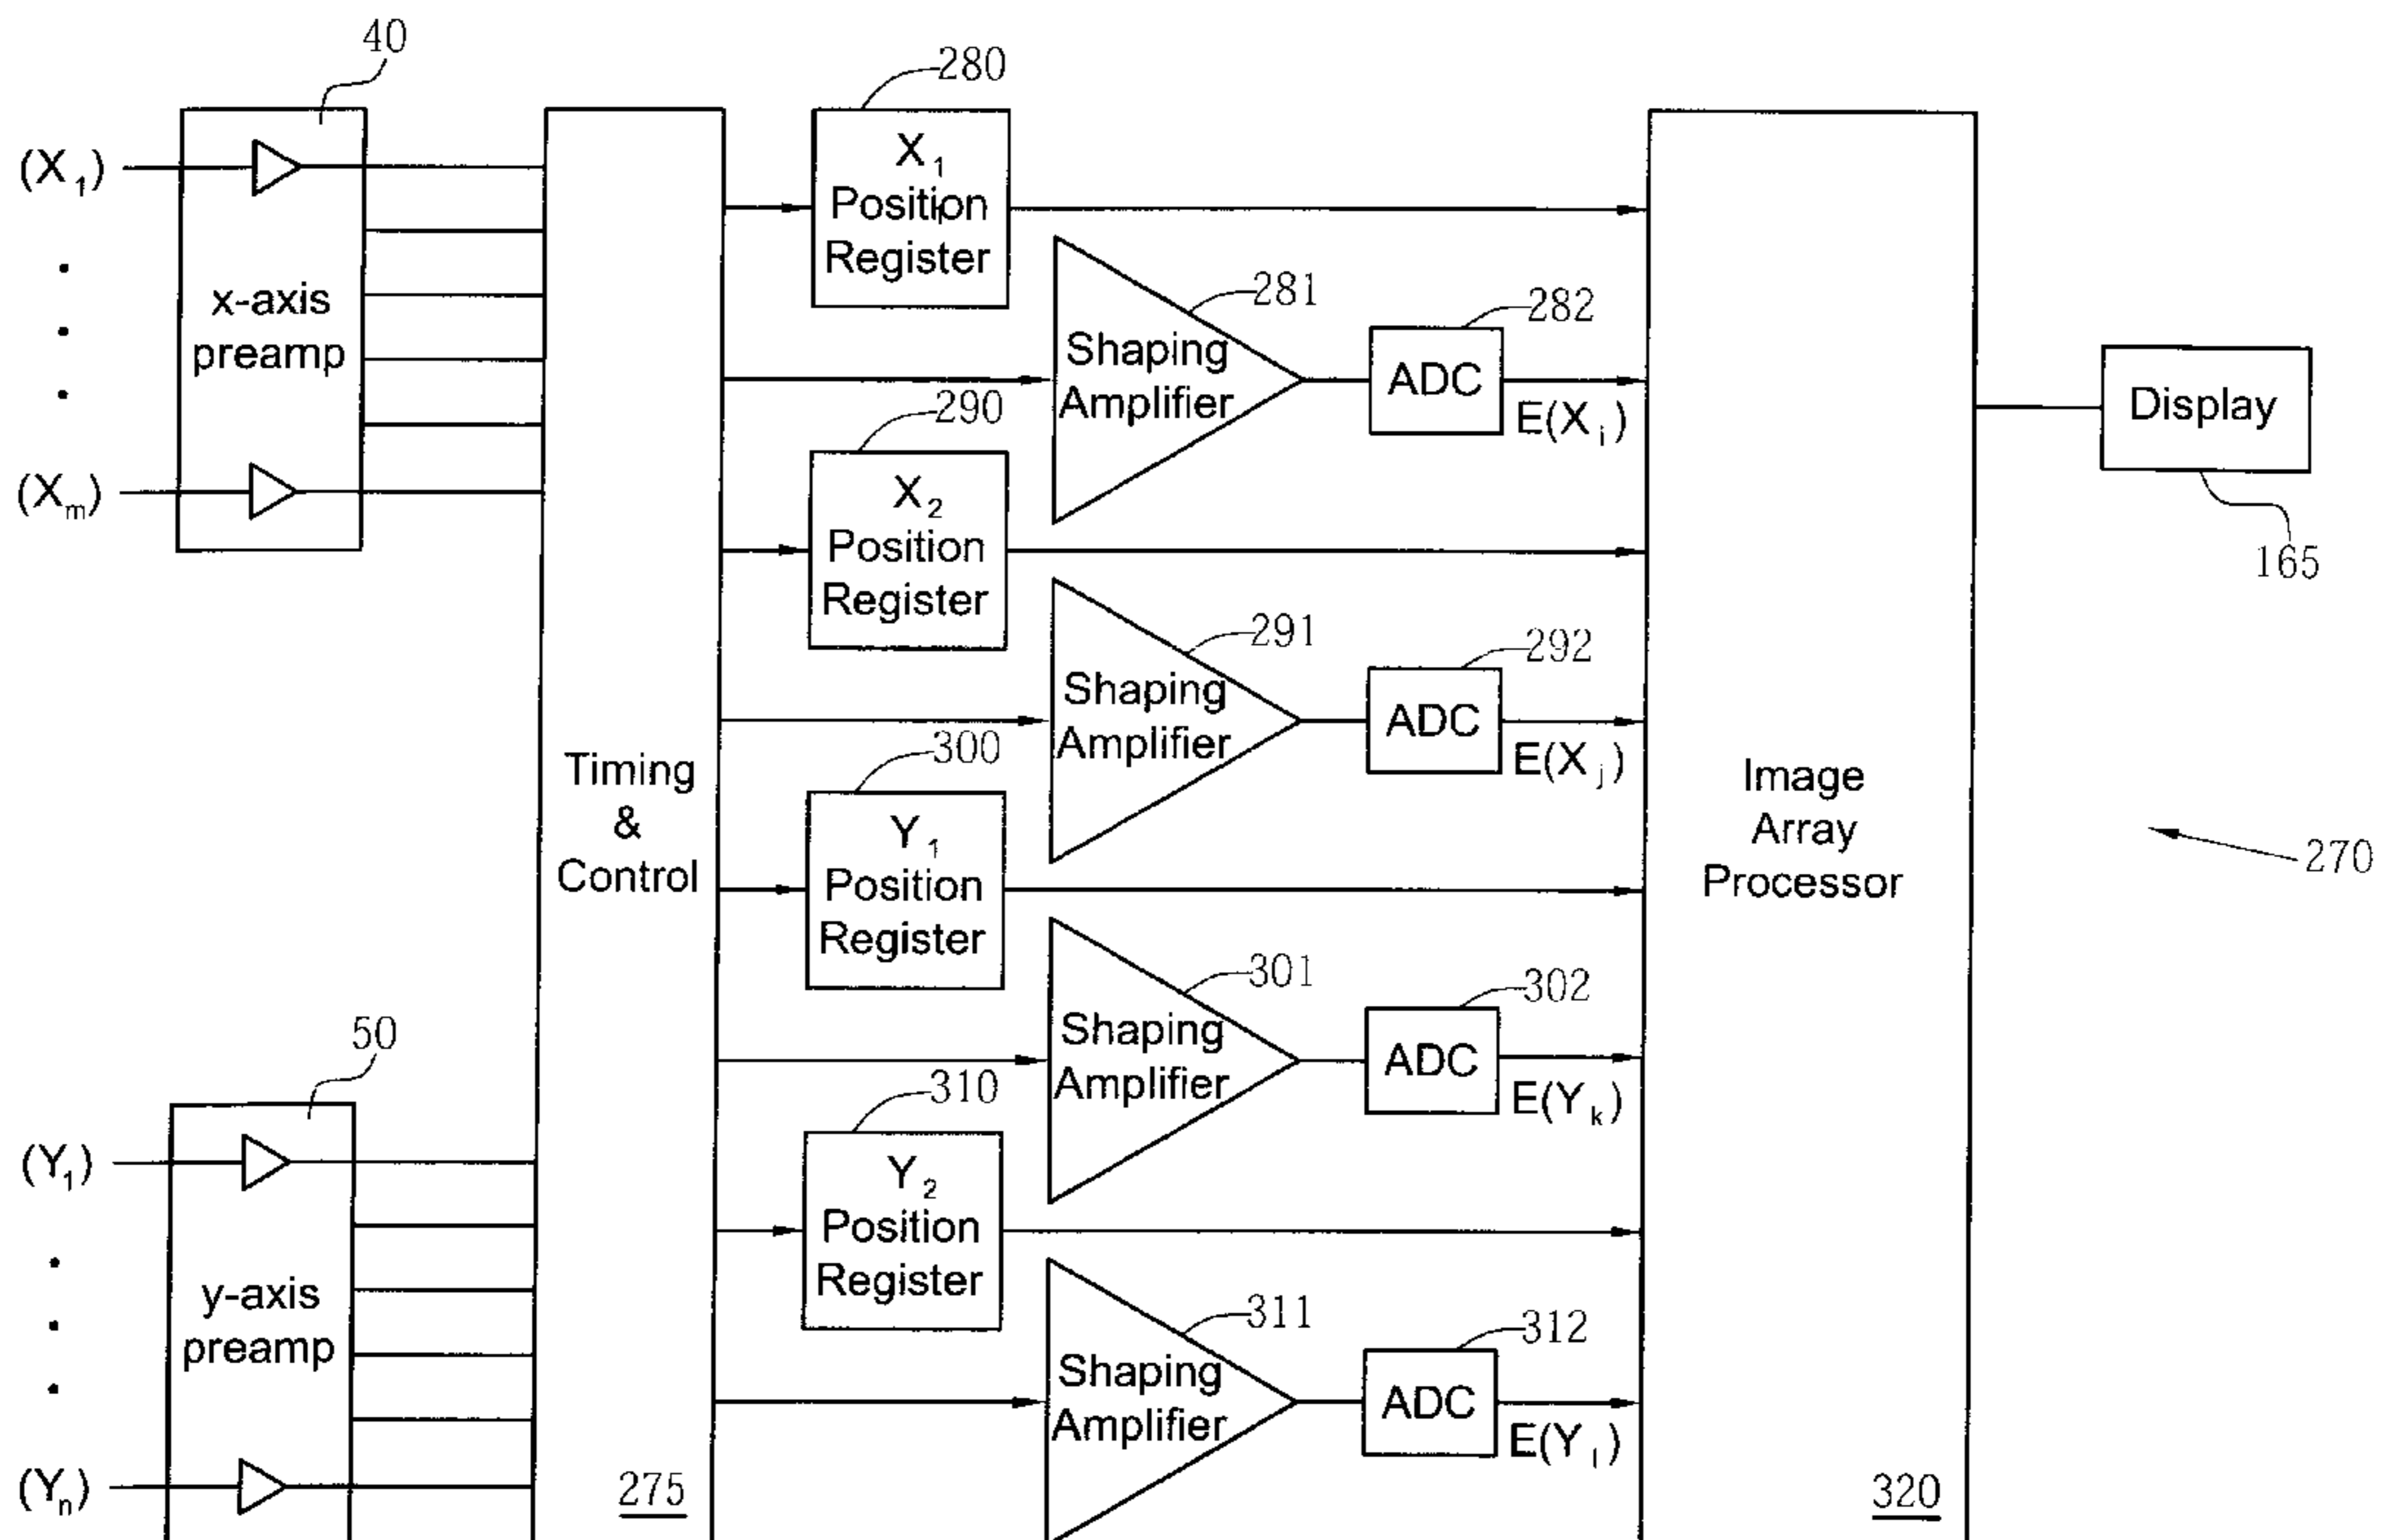 40
(X1)
x-axis
preamp
(Xm)
50
(Y1)
y-axis
preamp
(Yn)
Timing
&
Control
275
280
X1
Position
Register
281
Shaping
Amplifier
282
ADC
E(Xi)
290
X2
Position
Register
291
Shaping
Amplifier
292
ADC
E(Xj)
300
Y1
Position
Register
301
Shaping
Amplifier
302
ADC
E(Yk)
310
Y2
Position
Register
311
Shaping
Amplifier
312
ADC
E(Yl)
Image
Array
Processor
320
Display
165
270